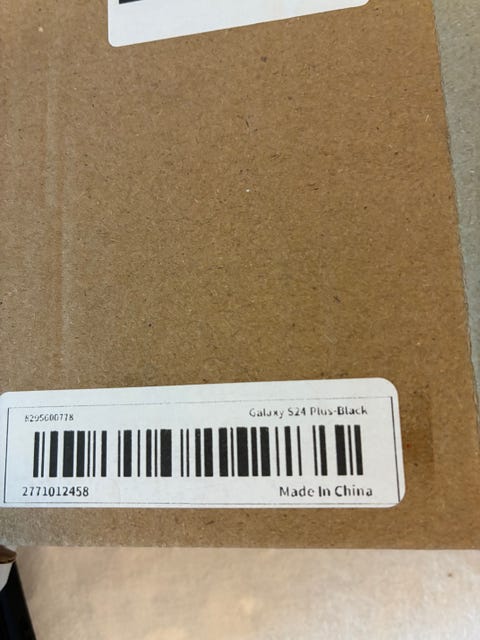 8295600778
Galaxy S24 Plus-Black
2771012458
Made In China